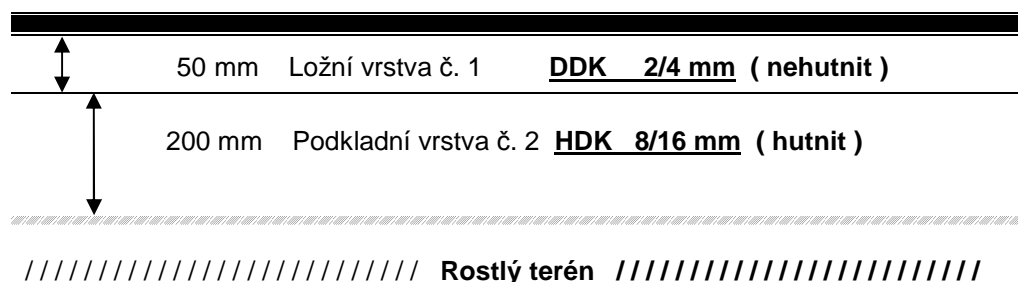 50 mm Ložní vrstva č. 1 DDK 2/4 mm ( nehutnit )
200 mm Podkladní vrstva č. 2 HDK 8/16 mm ( hutnit )
/ / / / / / / / / / / / / / / / / / / / / / / / / / / Rostlý terén / / / / / / / / / / / / / / / / / / / / / / / / /